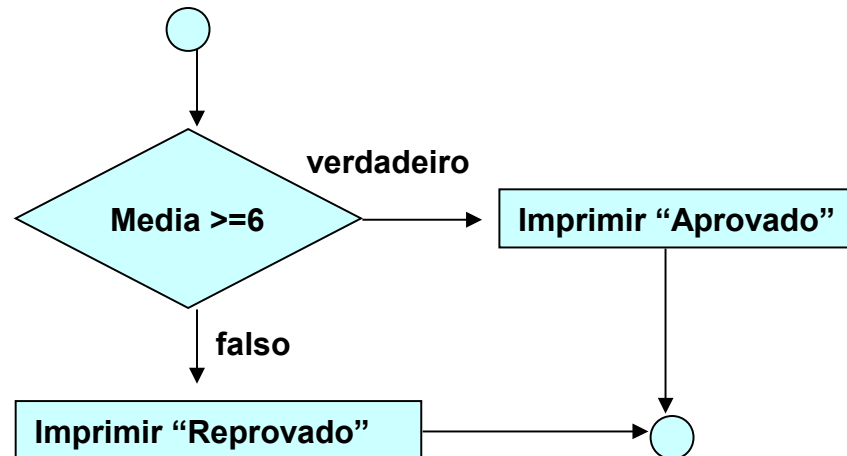 verdadeiro
Media >=6
Imprimir “Aprovado”
falso
Imprimir “Reprovado”